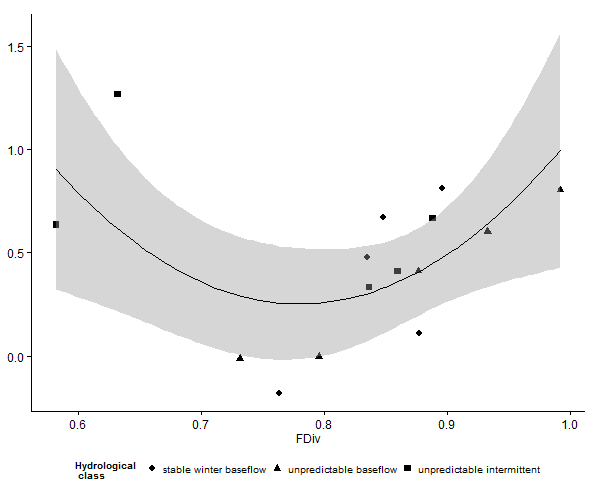 1.5
1.0
0.5
0.0
0.6 0.7 0.8 0.9 1.0
FDiv
Hydrological
class
stable winter baseflow unpredictable baseflow unpredictable intermittent